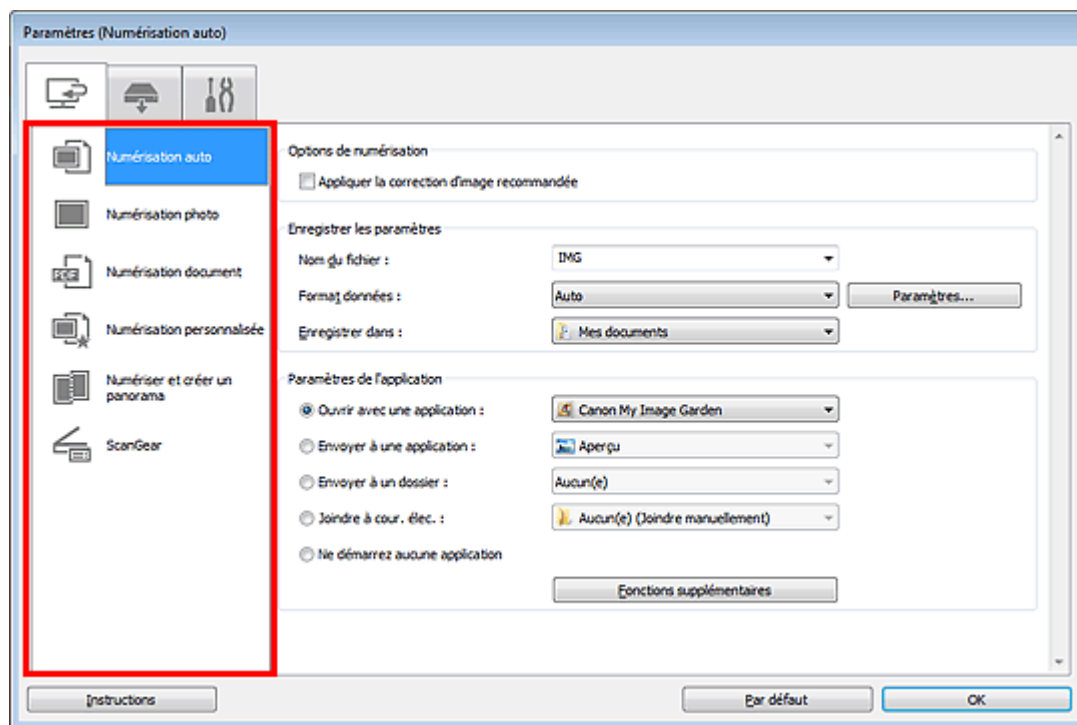 Paramètres (Numérisation auto)
Numérisation auto
Numérisation photo
PDF
Numérisation document
Numérisation personnalisée
Numériser et créer un
panorama
ScanGear
Options de numérisation
Appliquer la correction d'image recommandée
Enregistrer les paramètres
Nom du fichier :
IMG
Format données :
Auto
Paramètres...
Enregistrer dans :
Mes documents
Paramètres de l'application
Ouvrir avec une application :
Canon My Image Garden
Envoyer à une application :
Aperçu
Envoyer à un dossier :
Aucun(e)
Joindre à cour. élec. :
Aucun(e) (Joindre manuellement)
Ne démarrez aucune application
Fonctions supplémentaires
Instructions
Par défaut
OK